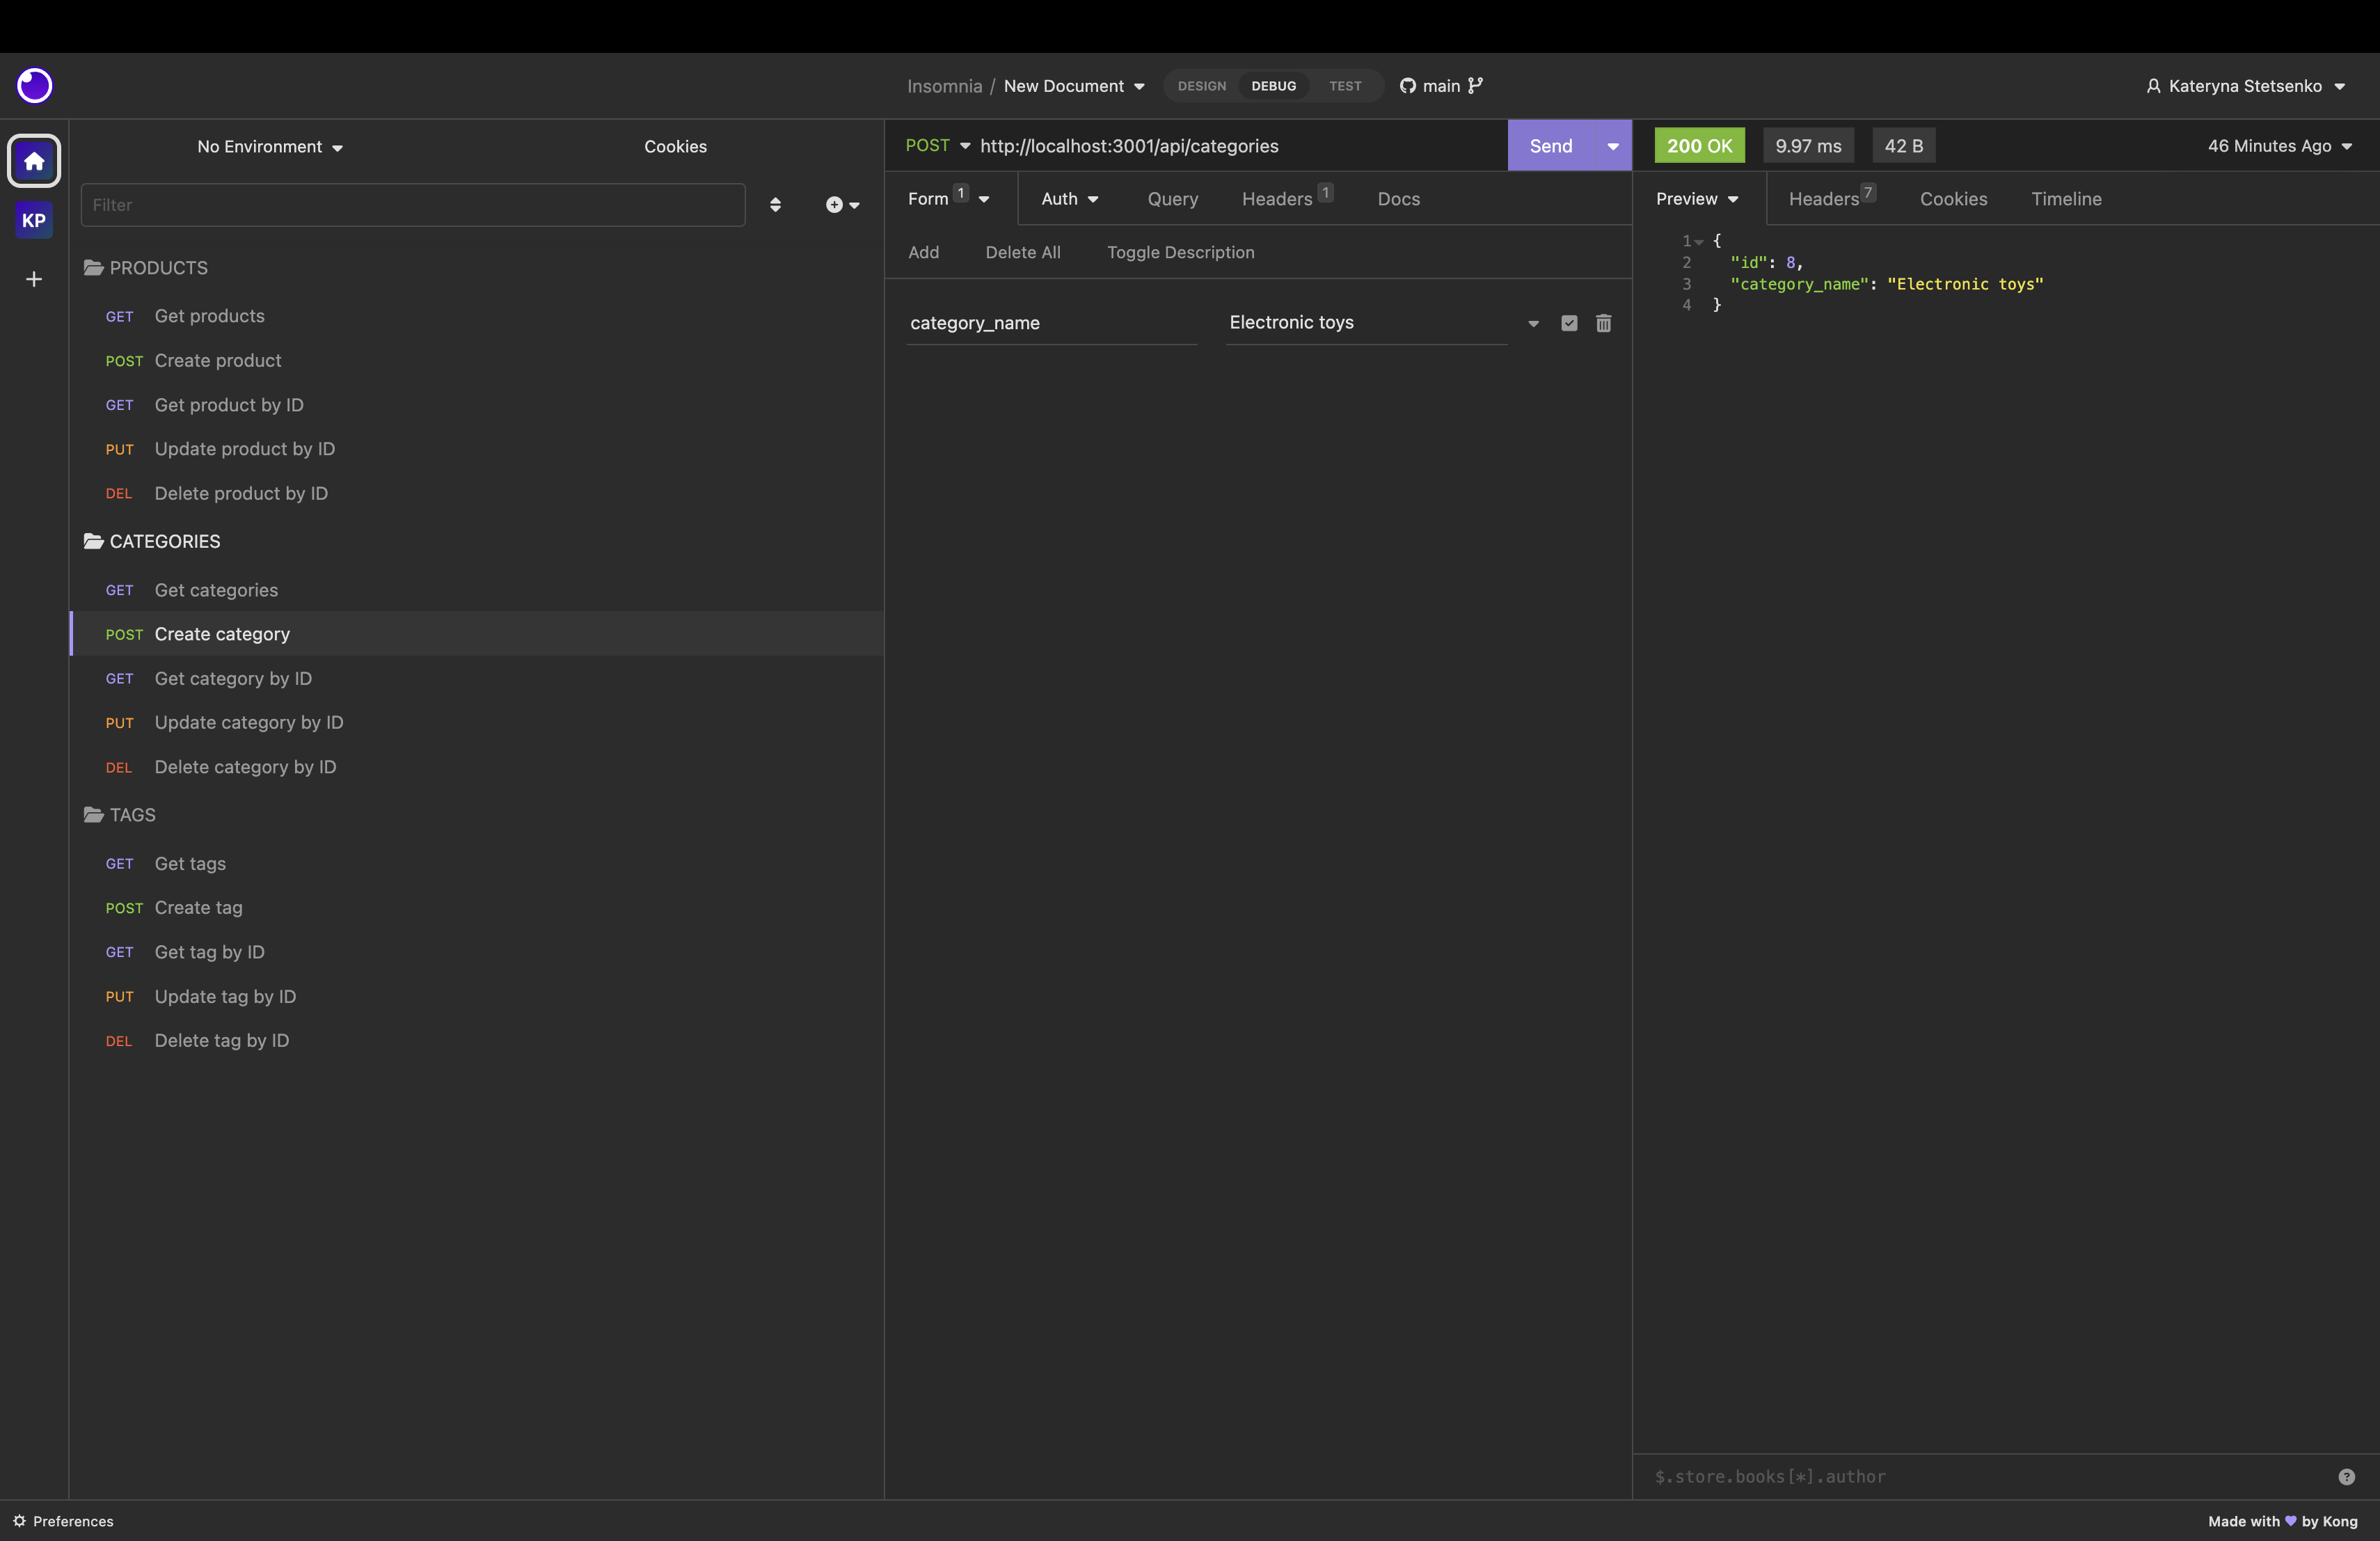 Insomnia / New Document
DESIGN DEBUG TEST
main
Kateryna Stetsenko
KP
No Environment
Cookies
Filter
PRODUCTS
GET Get products
POST Create product
GET Get product by ID
PUT Update product by ID
DEL Delete product by ID
CATEGORIES
GET Get categories
POST Create category
GET Get category by ID
PUT Update category by ID
DEL Delete category by ID
TAGS
GET Get tags
POST Create tag
GET Get tag by ID
PUT Update tag by ID
DEL Delete tag by ID
POST http://localhost:3001/api/categories Send
Form 1 Auth Query Headers 1 Docs
Add Delete All Toggle Description
category_name Electronic toys
200 OK 9.97 ms 42 B 46 Minutes Ago
Preview Headers 7 Cookies Timeline
1 {
2 "id": 8,
3 "category_name": "Electronic toys"
4 }
$.store.books[*].author
Preferences
Made with ♥ by Kong